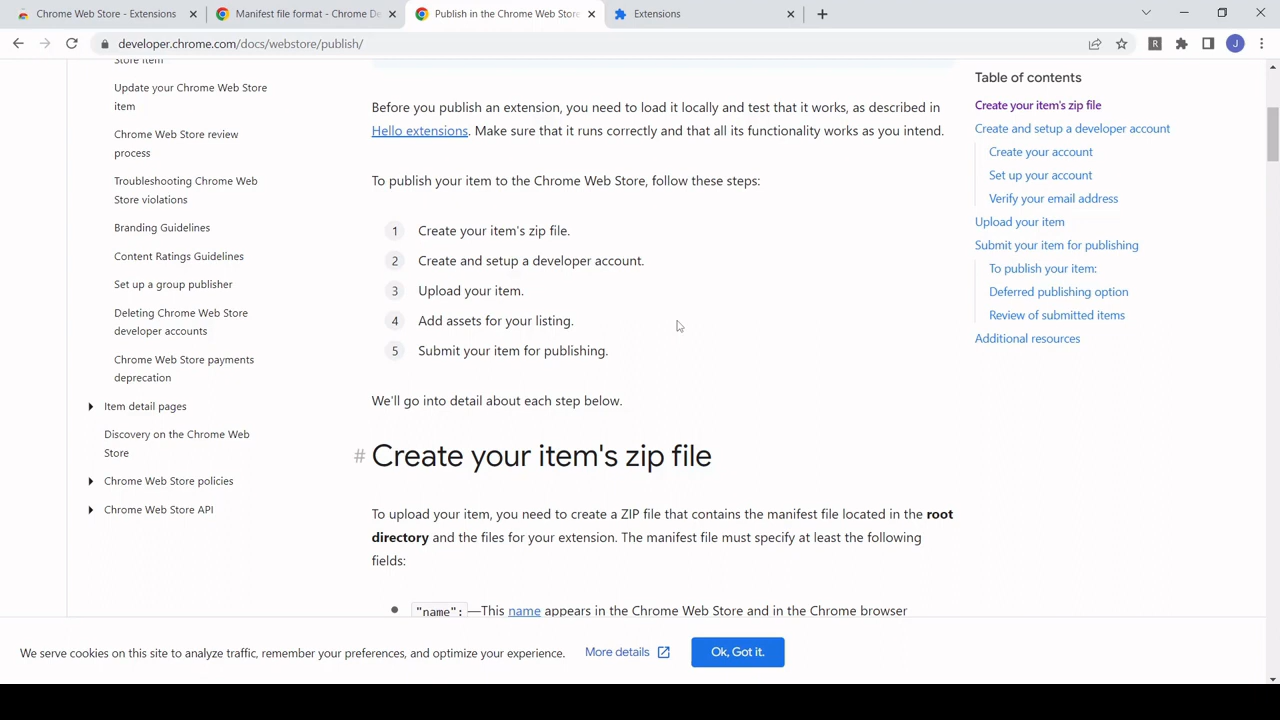 Chrome Web Store - Extensions
Manifest file format - Chrome De
Publish in the Chrome Web Store
Extensions
developer.chrome.com/docs/webstore/publish/
R
J
Store item
Update your Chrome Web Store
item
Chrome Web Store review
process
Troubleshooting Chrome Web
Store violations
Branding Guidelines
Content Ratings Guidelines
Set up a group publisher
Deleting Chrome Web Store
developer accounts
Chrome Web Store payments
deprecation
Item detail pages
Discovery on the Chrome Web
Store
Chrome Web Store policies
Chrome Web Store API
Before you publish an extension, you need to load it locally and test that it works, as described in
Hello extensions. Make sure that it runs correctly and that all its functionality works as you intend.
To publish your item to the Chrome Web Store, follow these steps:
1 Create your item's zip file.
2 Create and setup a developer account.
3 Upload your item.
4 Add assets for your listing.
5 Submit your item for publishing.
We'll go into detail about each step below.
# Create your item's zip file
To upload your item, you need to create a ZIP file that contains the manifest file located in the root
directory and the files for your extension. The manifest file must specify at least the following
fields:
"name":—This name appears in the Chrome Web Store and in the Chrome browser
Table of contents
Create your item's zip file
Create and setup a developer account
Create your account
Set up your account
Verify your email address
Upload your item
Submit your item for publishing
To publish your item:
Deferred publishing option
Review of submitted items
Additional resources
We serve cookies on this site to analyze traffic, remember your preferences, and optimize your experience.
More details
Ok, Got it.